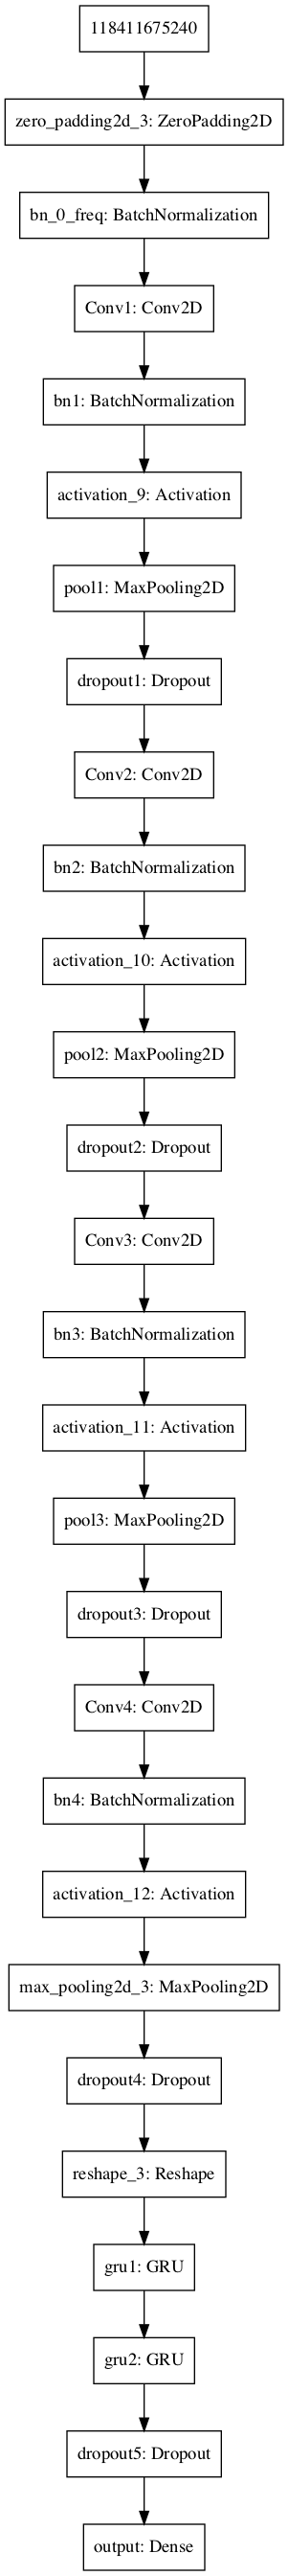 118411675240
zero_padding2d_3: ZeroPadding2D
bn_0_freq: BatchNormalization
Conv1: Conv2D
bn1: BatchNormalization
activation_9: Activation
pool1: MaxPooling2D
dropout1: Dropout
Conv2: Conv2D
bn2: BatchNormalization
activation_10: Activation
pool2: MaxPooling2D
dropout2: Dropout
Conv3: Conv2D
bn3: BatchNormalization
activation_11: Activation
pool3: MaxPooling2D
dropout3: Dropout
Conv4: Conv2D
bn4: BatchNormalization
activation_12: Activation
max_pooling2d_3: MaxPooling2D
dropout4: Dropout
reshape_3: Reshape
gru1: GRU
gru2: GRU
dropout5: Dropout
output: Dense